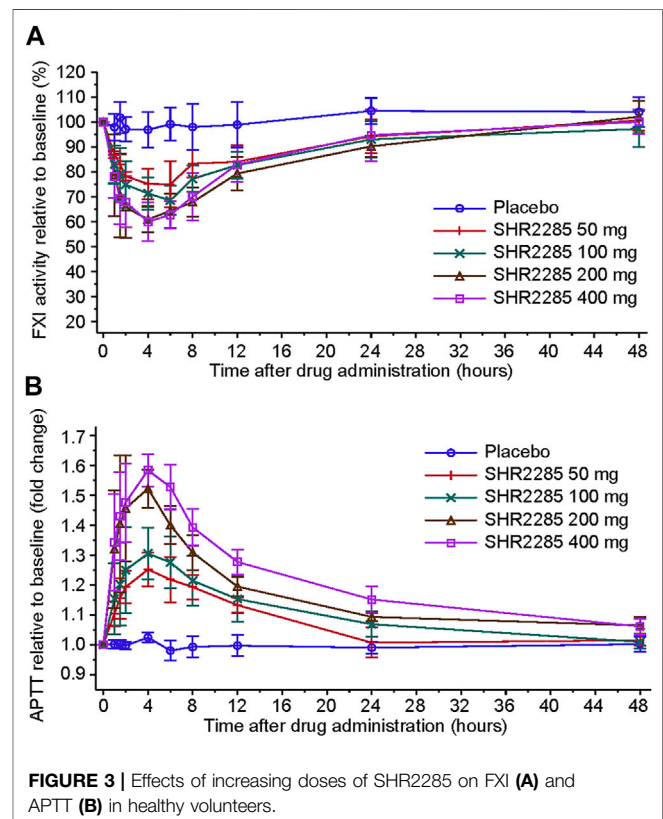 A
FXI activity relative to baseline (%)
120
110
100
90
80
70
60
50
40
30
20
Placebo
SHR2285 50 mg
SHR2285 100 mg
SHR2285 200 mg
SHR2285 400 mg
0 4 8 12 16 20 24 28 32 36 40 44 48
Time after drug administration (hours)
B
APTT relative to baseline (fold change)
1.7
1.6
1.5
1.4
1.3
1.2
1.1
1.0
0.9
Placebo
SHR2285 50 mg
SHR2285 100 mg
SHR2285 200 mg
SHR2285 400 mg
0 4 8 12 16 20 24 28 32 36 40 44 48
Time after drug administration (hours)
FIGURE 3 | Effects of increasing doses of SHR2285 on FXI (A) and
APTT (B) in healthy volunteers.